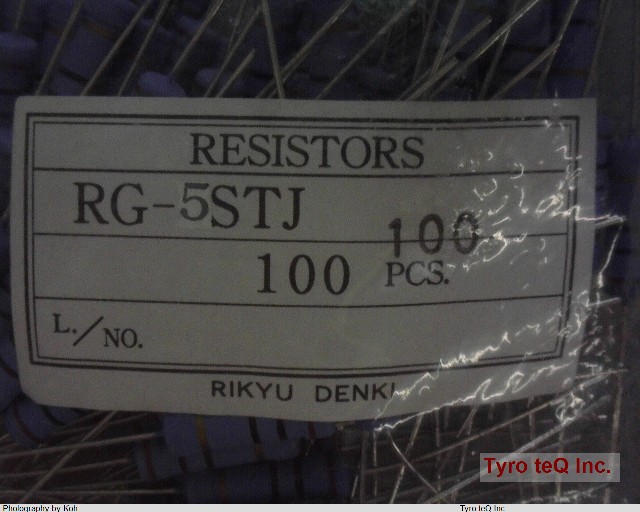 RESISTORS
RG-5STJ
100
100 PCS.
L./NO.
RIKYU DENKI
Tyro teQ Inc.
Photography by Koh
Tyro teQ Inc